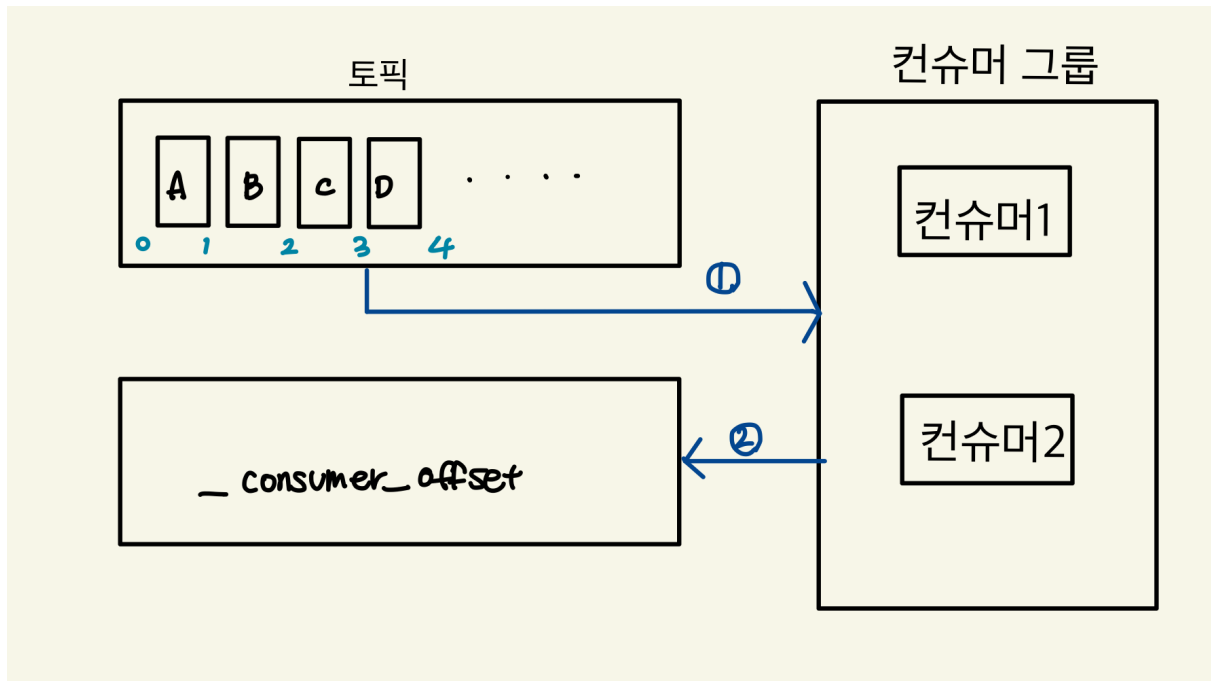 토픽
컨슈머 그룹
A B C D . . . .
0 1 2 3 4
컨슈머1
①
②
컨슈머2
_ consumer_offset